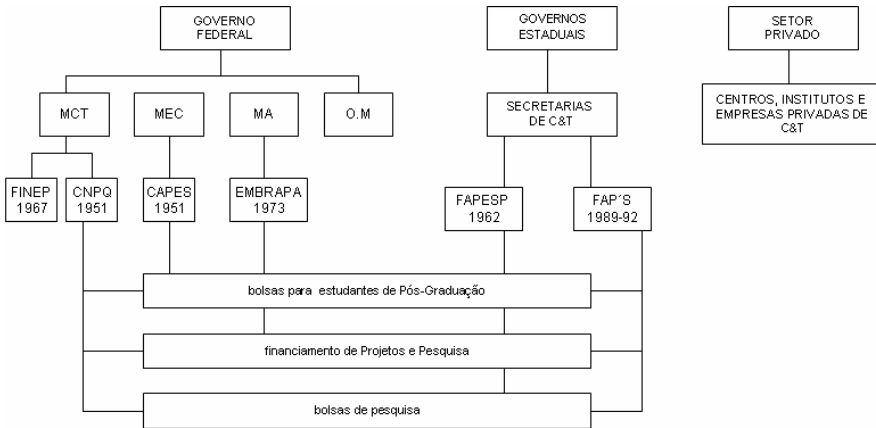 GOVERNO
FEDERAL
GOVERNOS
ESTADUAIS
SETOR
PRIVADO
MCT
MEC
MA
O.M
SECRETARIAS
DE C&T
CENTROS, INSTITUTOS E
EMPRESAS PRIVADAS DE
C&T
FINEP
1967
CNPQ
1951
CAPES
1951
EMBRAPA
1973
FAPESP
1962
FAP´S
1989-92
bolsas para estudantes de Pós-Graduação
financiamento de Projetos e Pesquisa
bolsas de pesquisa